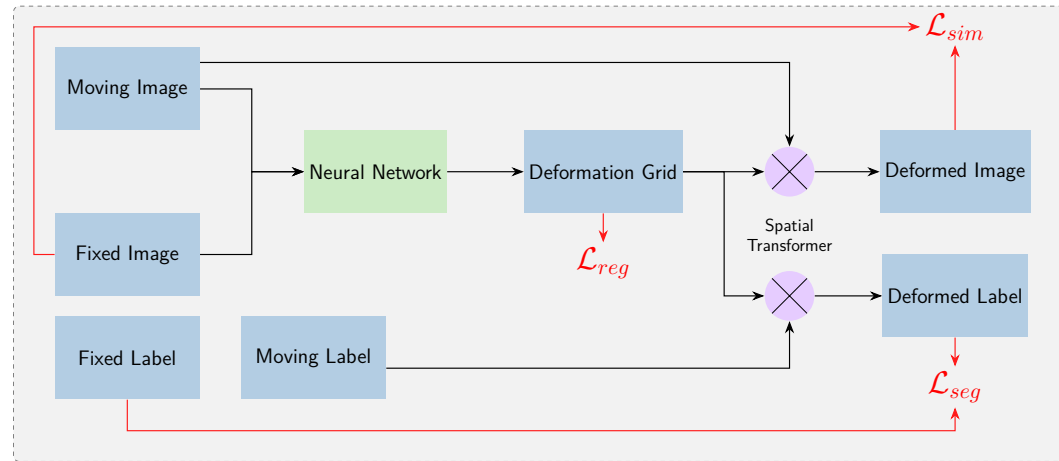 ℒsim
Moving Image
Neural Network
Deformation Grid
Deformed Image
Fixed Image
Spatial
Transformer
ℒreg
Deformed Label
Fixed Label
Moving Label
ℒseg